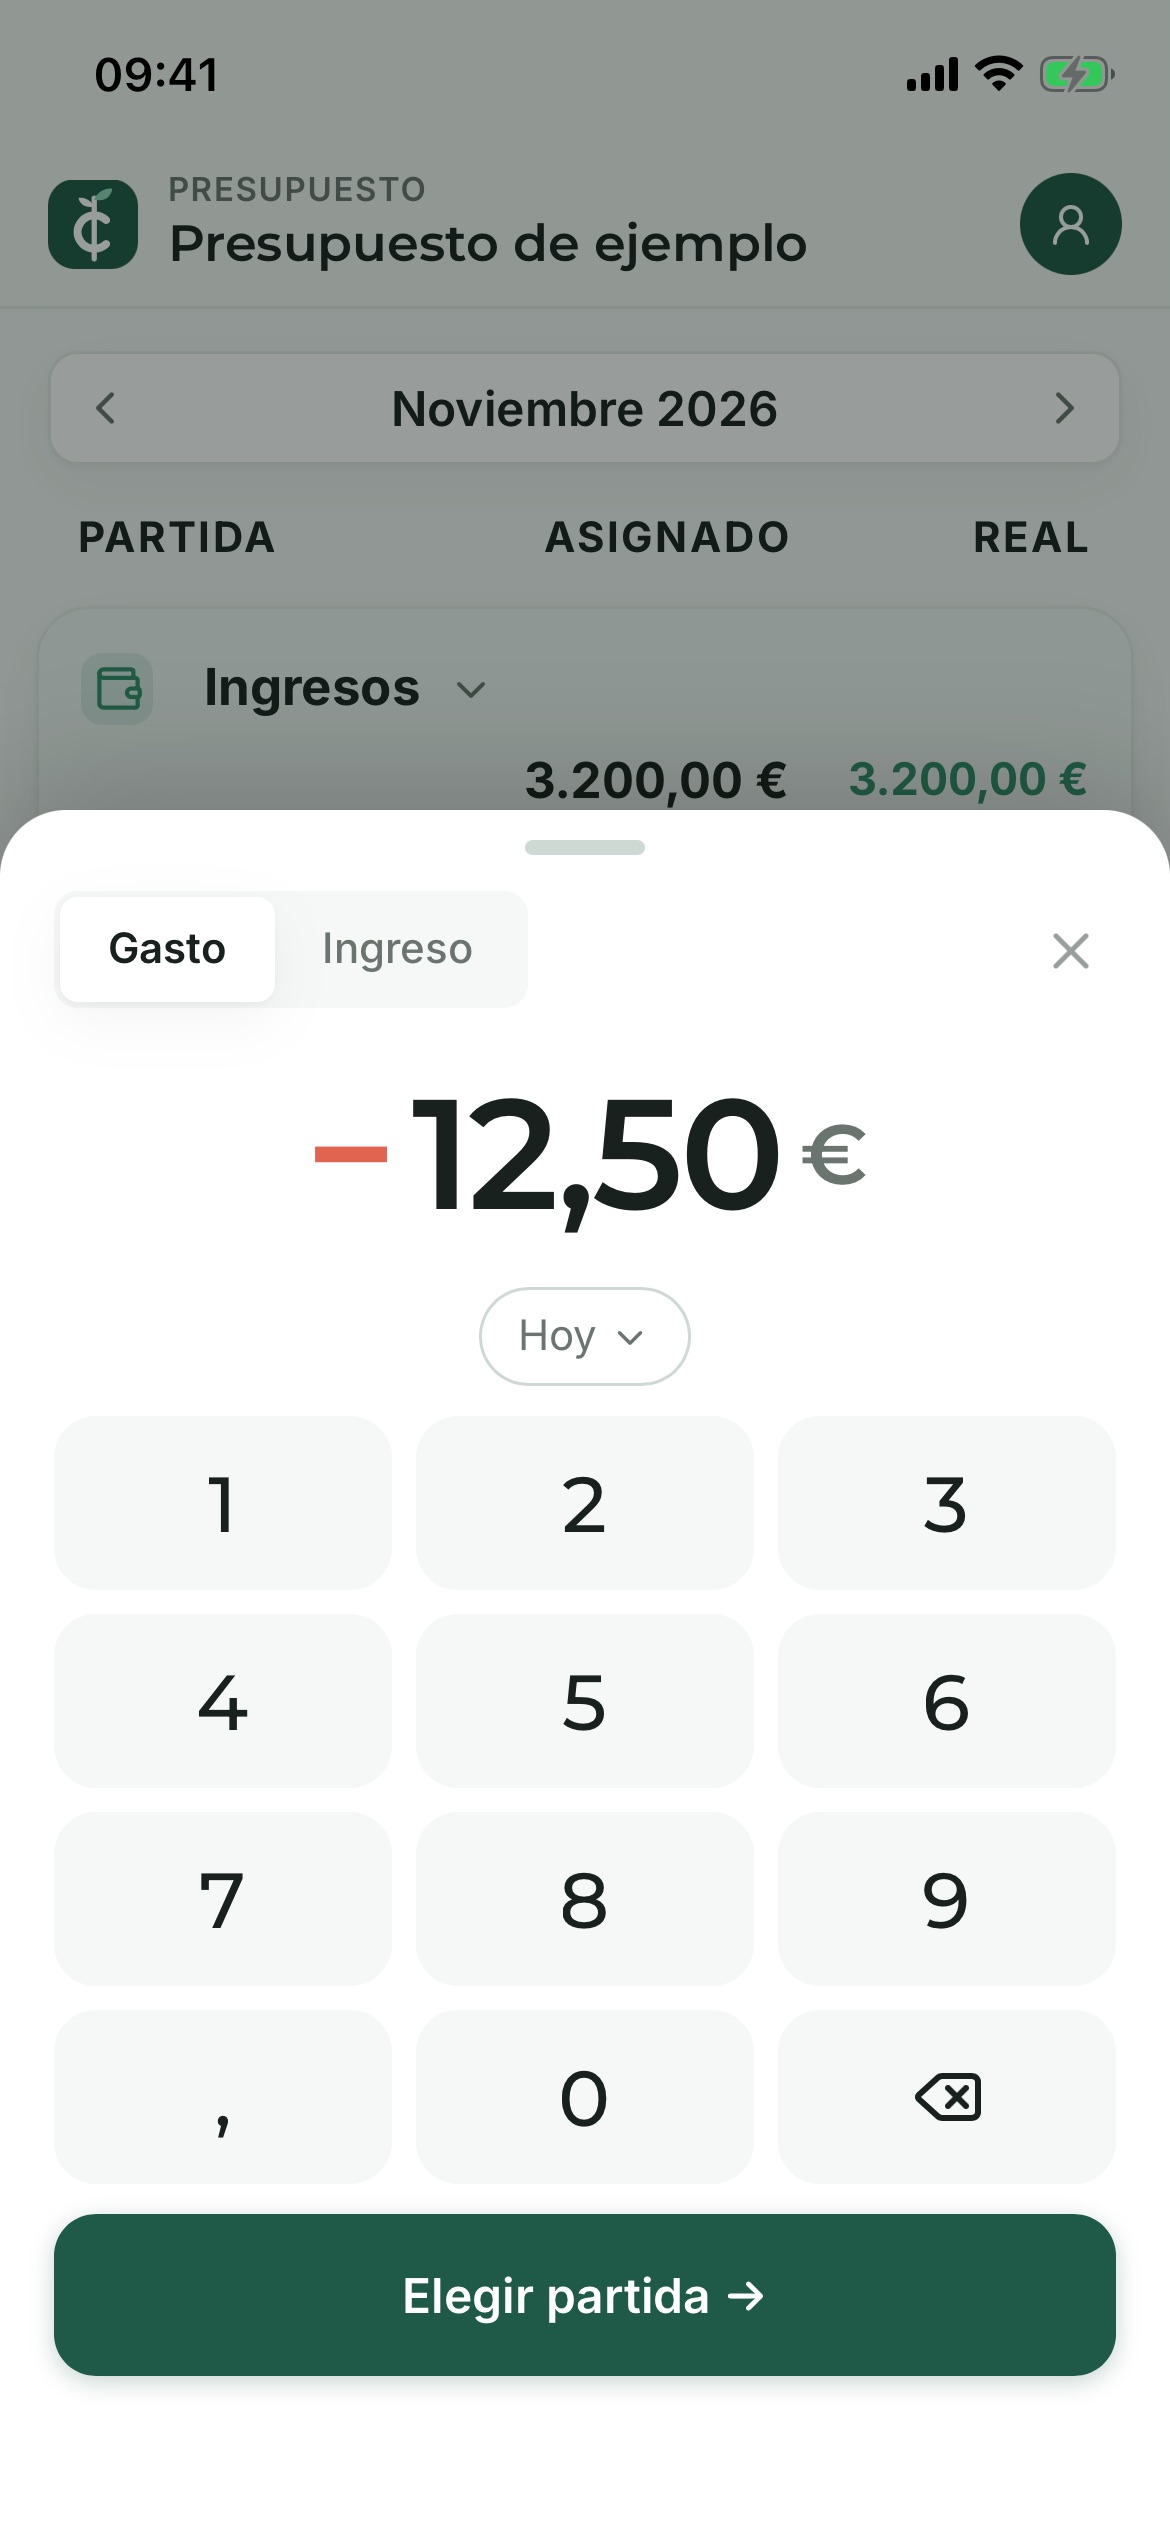 09:41
PRESUPUESTO
Presupuesto de ejemplo
Noviembre 2026
PARTIDA ASIGNADO REAL
Ingresos
3.200,00 € 3.200,00 €
Gasto Ingreso
−12,50 €
Hoy
1 2 3
4 5 6
7 8 9
, 0
Elegir partida →